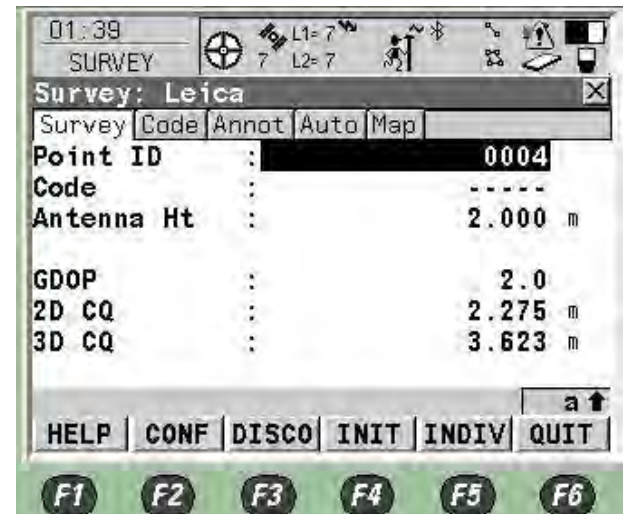 01:39 L1= 7
SURVEY 7 L2= 7
Survey: Leica
Survey Code Annot Auto Map
Point ID : 0004
Code : -----
Antenna Ht : 2.000 m
GDOP : 2.0
2D CQ : 2.275 m
3D CQ : 3.623 m
a
HELP CONF DISCO INIT INDIV QUIT
F1 F2 F3 F4 F5 F6